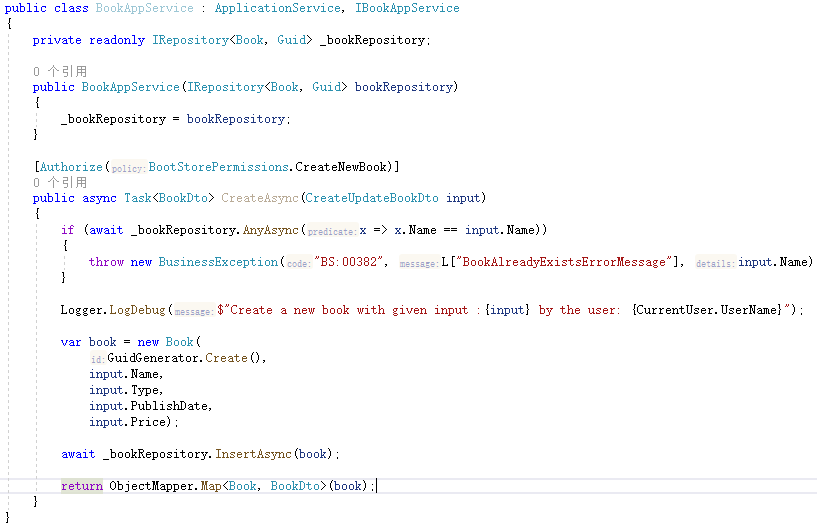 public class BookAppService : ApplicationService, IBookAppService
{
private readonly IRepository<Book, Guid> _bookRepository;
0 个引用
public BookAppService(IRepository<Book, Guid> bookRepository)
{
_bookRepository = bookRepository;
}
[Authorize(policy:BootStorePermissions.CreateNewBook)]
0 个引用
public async Task<BookDto> CreateAsync(CreateUpdateBookDto input)
{
if (await _bookRepository.AnyAsync(predicate:x => x.Name == input.Name))
{
throw new BusinessException(code:"BS:00382", message:L["BookAlreadyExistsErrorMessage"], details:input.Name)
}
Logger.LogDebug(message:$"Create a new book with given input :{input} by the user: {CurrentUser.UserName}");
var book = new Book(
id:GuidGenerator.Create(),
input.Name,
input.Type,
input.PublishDate,
input.Price);
await _bookRepository.InsertAsync(book);
return ObjectMapper.Map<Book, BookDto>(book);
}
}